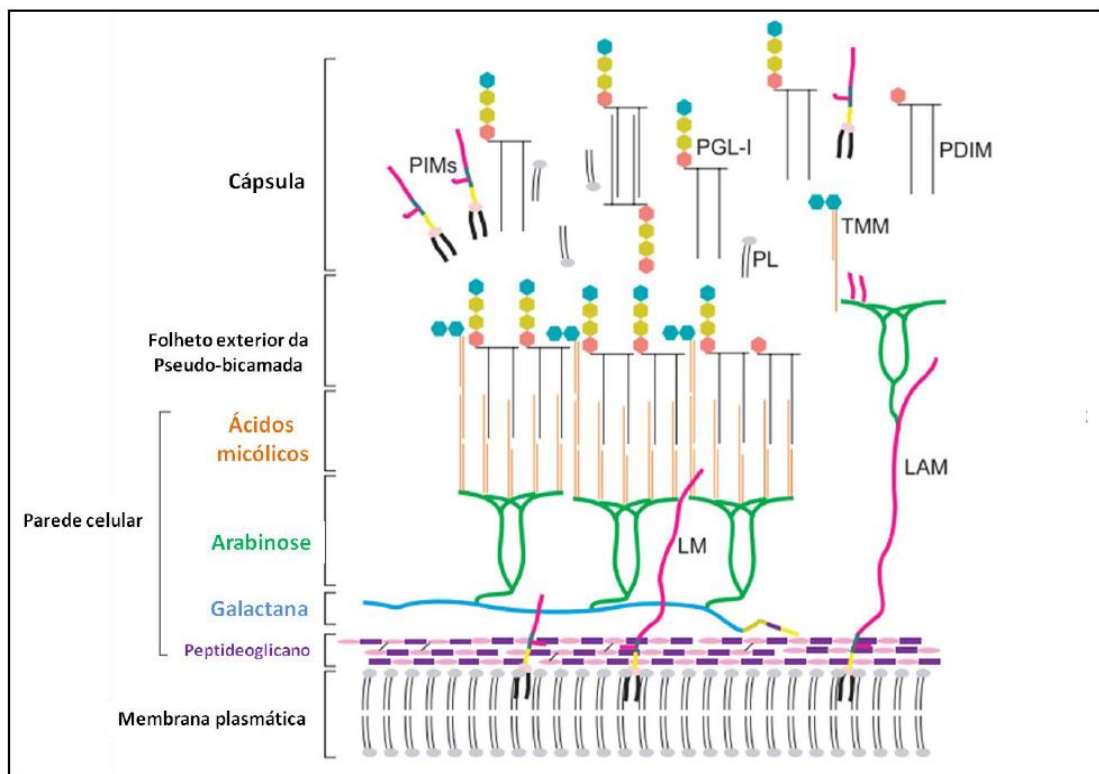 Cápsula
PIMs
PGL-I
PDIM
TMM
PL
Folheto exterior da
Pseudo-bicamada
Parede celular
Ácidos
micólicos
LAM
Arabinose
LM
Galactana
Peptideoglicano
Membrana plasmática